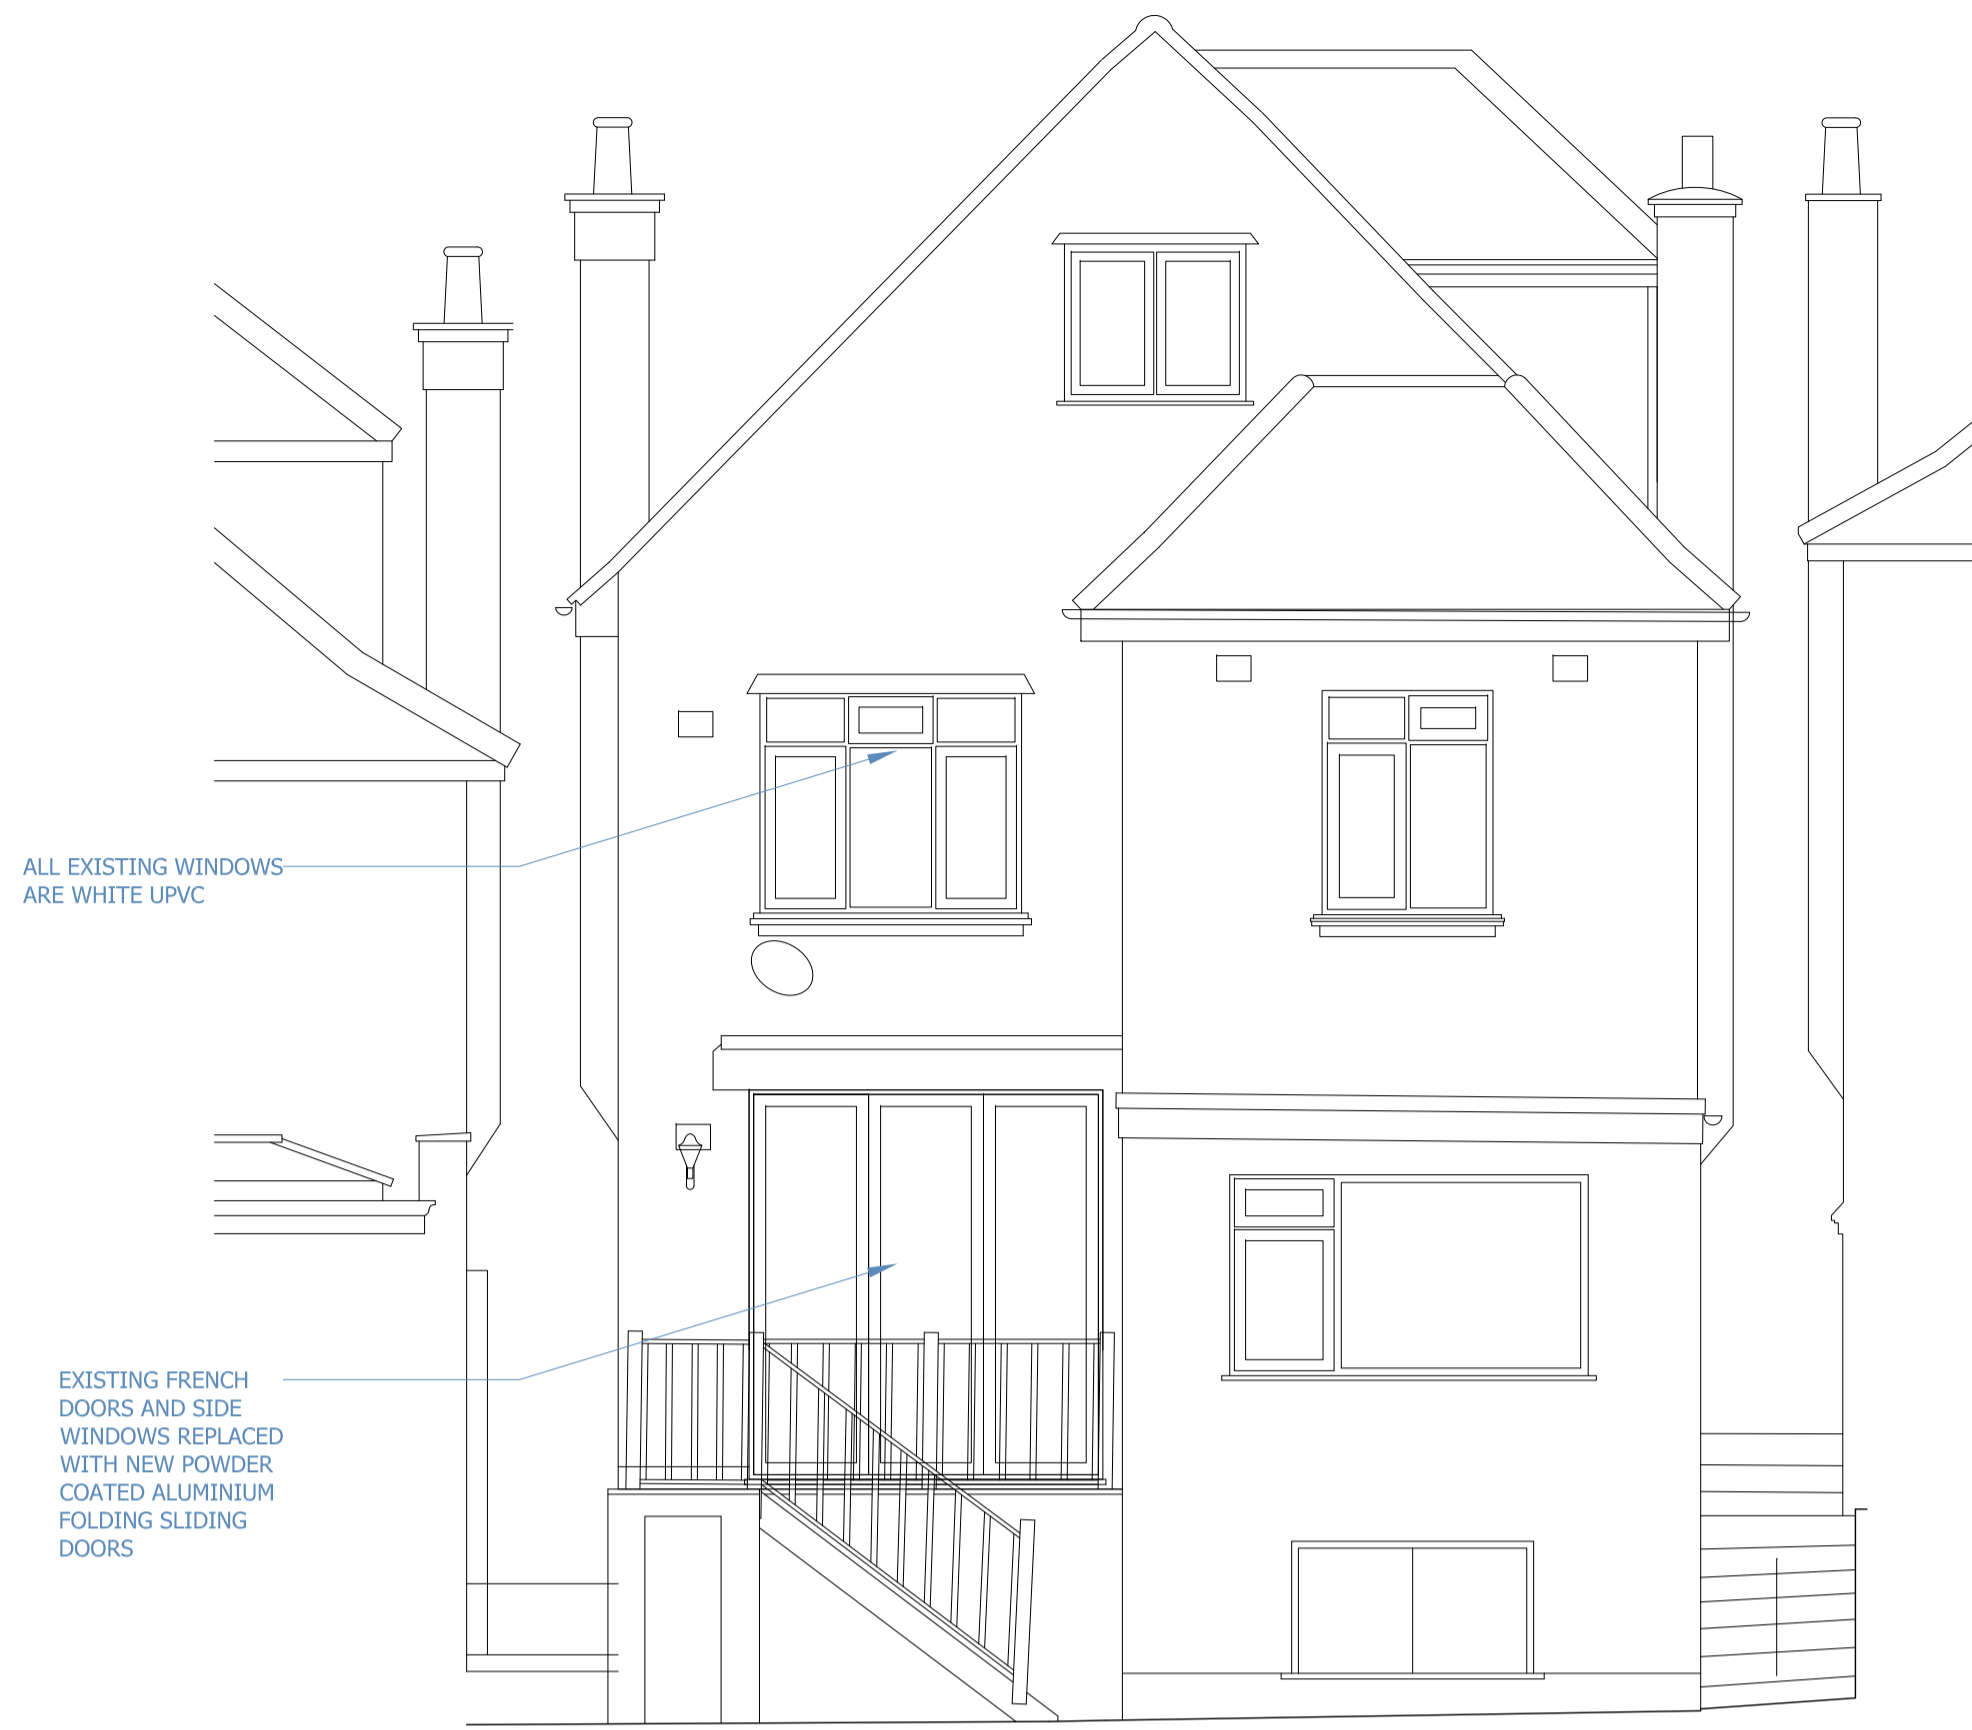 ALL EXISTING WINDOWS
ARE WHITE UPVC
EXISTING FRENCH
DOORS AND SIDE
WINDOWS REPLACED
WITH NEW POWDER
COATED ALUMINIUM
FOLDING SLIDING
DOORS